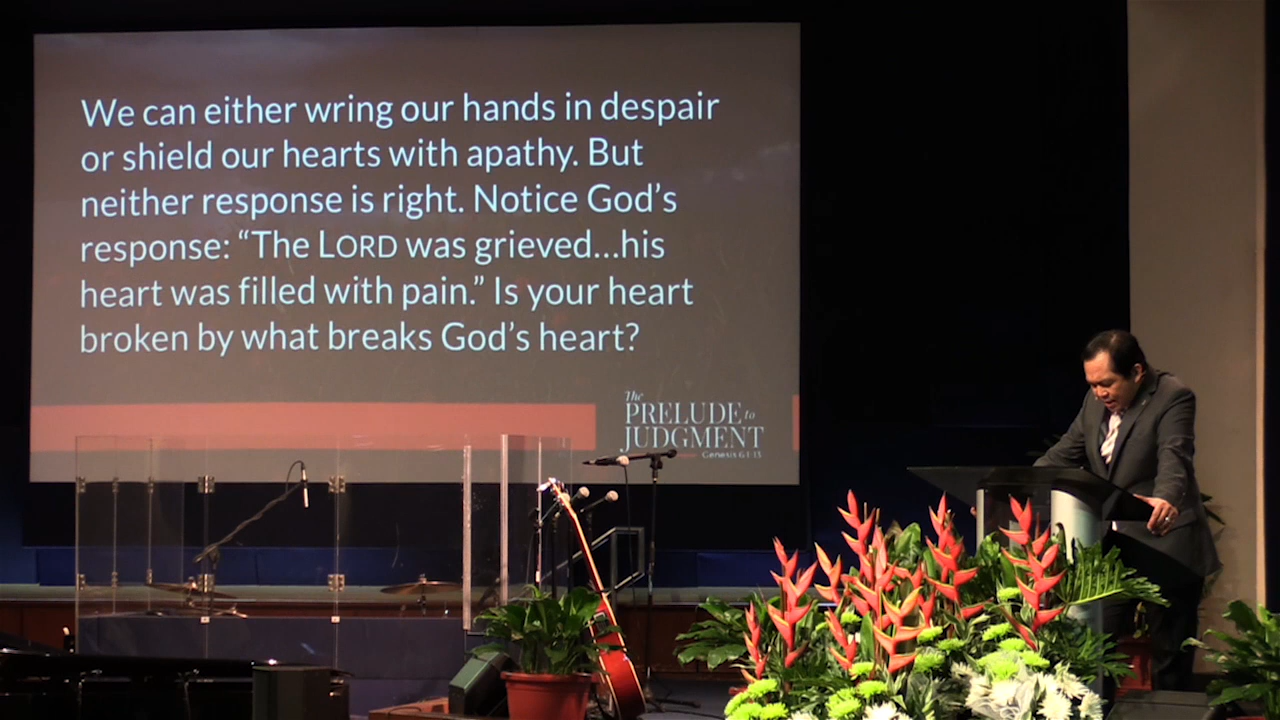 We can either wring our hands in despair
or shield our hearts with apathy. But
neither response is right. Notice God’s
response: “The LORD was grieved...his
heart was filled with pain.” Is your heart
broken by what breaks God’s heart?
The
PRELUDE to
JUDGMENT
Genesis 6:1-13